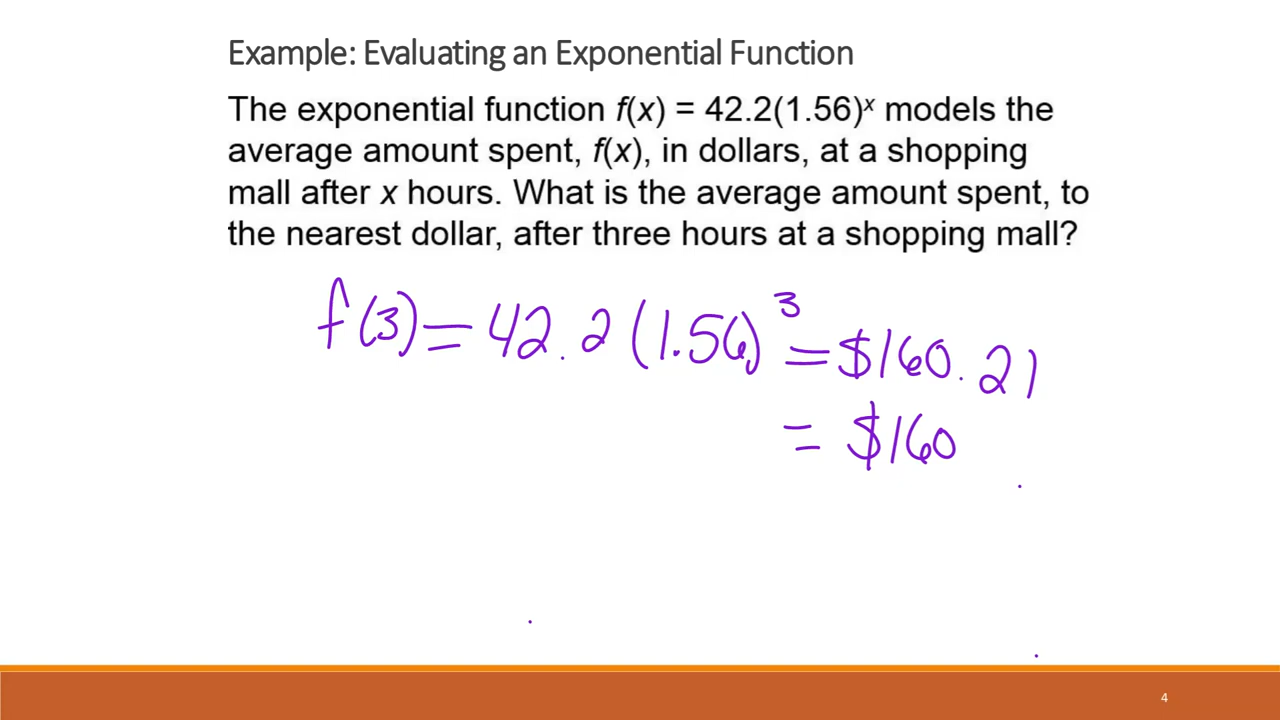 Example: Evaluating an Exponential Function
The exponential function f(x) = 42.2(1.56)ˣ models the
average amount spent, f(x), in dollars, at a shopping
mall after x hours. What is the average amount spent, to
the nearest dollar, after three hours at a shopping mall?
f(3) = 42.2(1.56)³ = $160.21
= $160
4